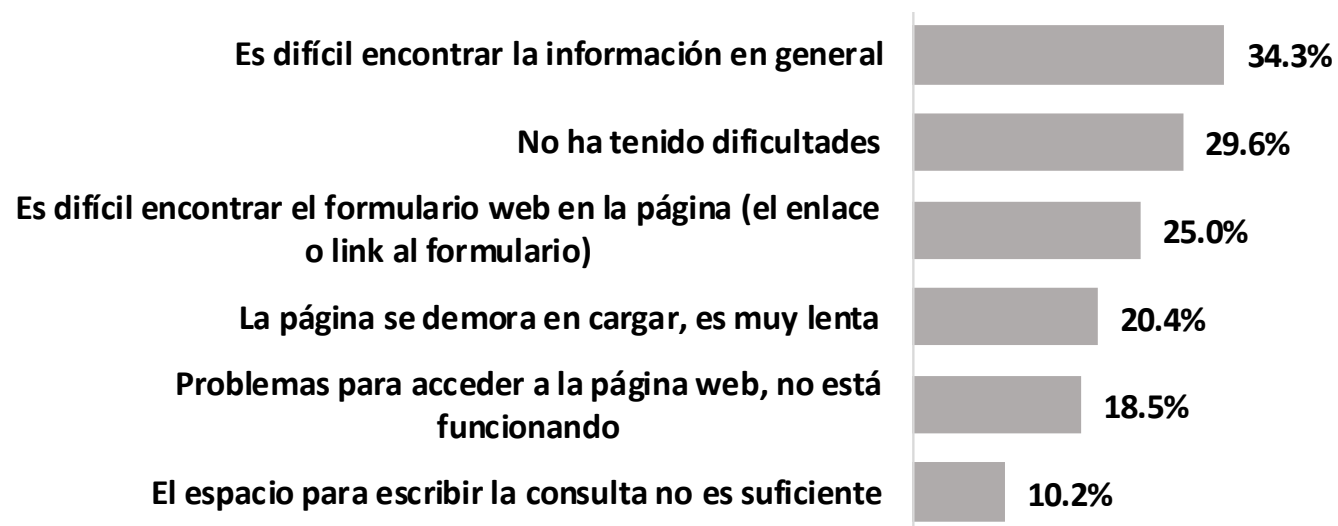 Es difícil encontrar la información en general
34.3%
No ha tenido dificultades
29.6%
Es difícil encontrar el formulario web en la página (el enlace
o link al formulario)
25.0%
La página se demora en cargar, es muy lenta
20.4%
Problemas para acceder a la página web, no está
funcionando
18.5%
El espacio para escribir la consulta no es suficiente
10.2%